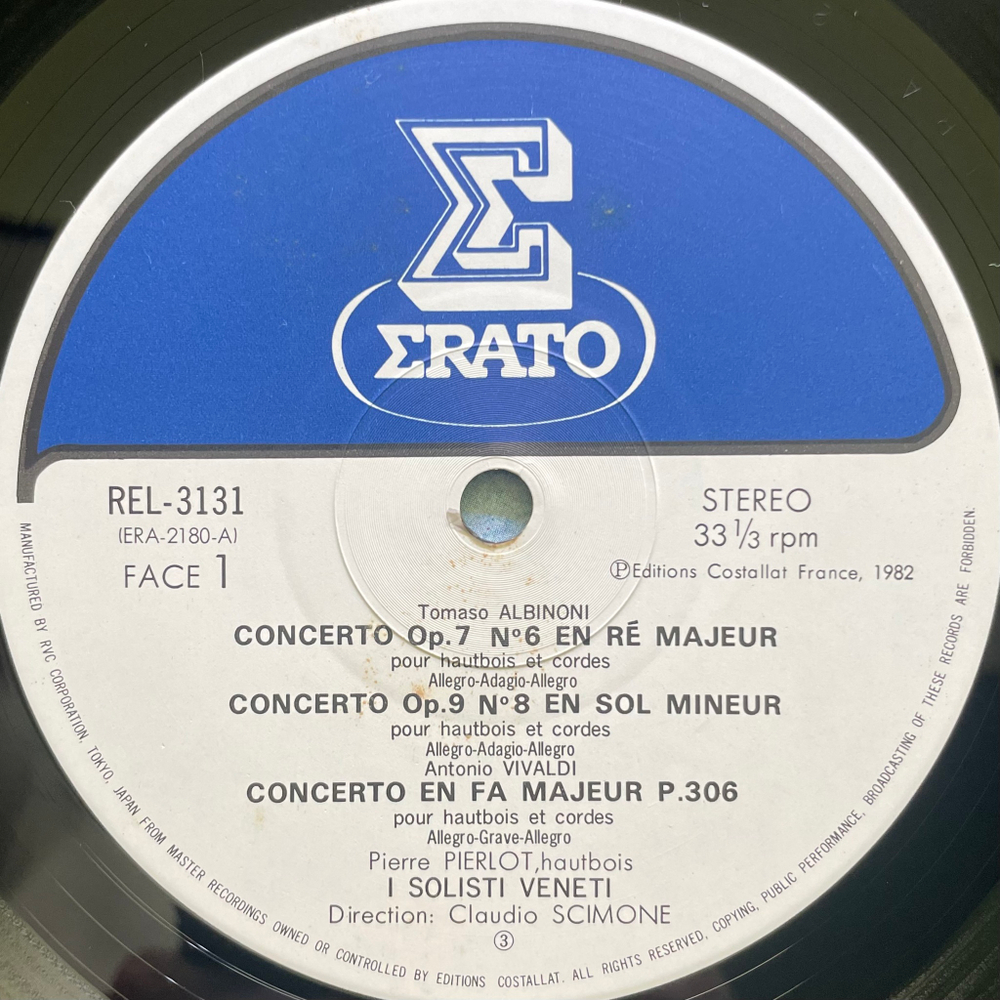 Σ
ΣRATO
REL-3131
(ERA-2180-A)
FACE 1
STEREO
33 1/3 rpm
ⓅEditions Costallat France, 1982
Tomaso ALBINONI
CONCERTO Op.7 Nº6 EN RÉ MAJEUR
pour hautbois et cordes
Allegro-Adagio-Allegro
CONCERTO Op.9 Nº8 EN SOL MINEUR
pour hautbois et cordes
Allegro-Adagio-Allegro
Antonio VIVALDI
CONCERTO EN FA MAJEUR P.306
pour hautbois et cordes
Allegro-Grave-Allegro
Pierre PIERLOT,hautbois
I SOLISTI VENETI
Direction: Claudio SCIMONE
③
MANUFACTURED BY RVC CORPORATION, TOKYO, JAPAN FROM MASTER RECORDINGS OWNED OR CONTROLLED BY EDITIONS COSTALLAT. ALL RIGHTS RESERVED. COPYING, PUBLIC PERFORMANCE, BROADCASTING OF THESE RECORDS ARE FORBIDDEN.